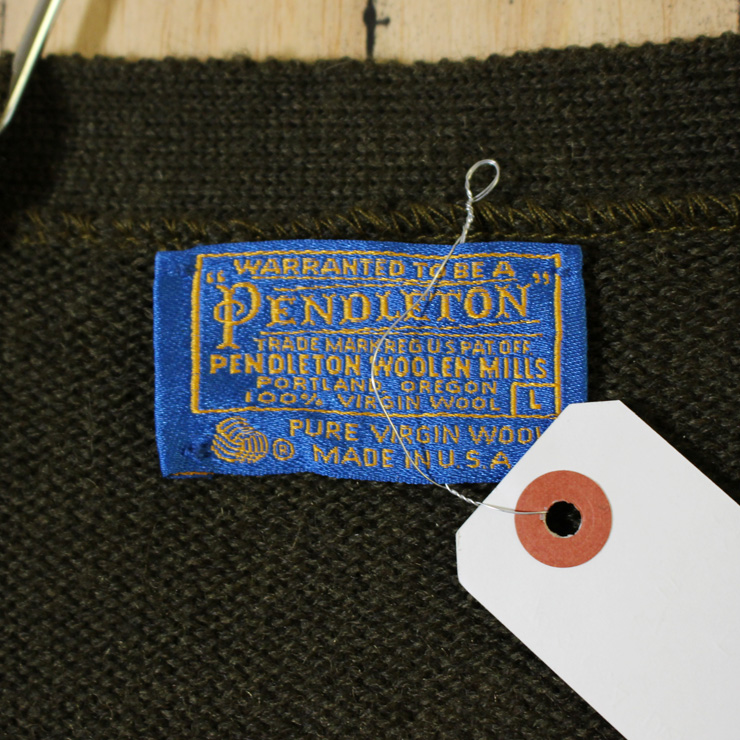 WARRANTED TO BE A
"PENDLETON"
TRADE MARK REG U S PAT OFF
PENDLETON WOOLEN MILLS
PORTLAND, OREGON
100% VIRGIN WOOL L
® PURE VIRGIN WOOL
MADE IN U.S.A.